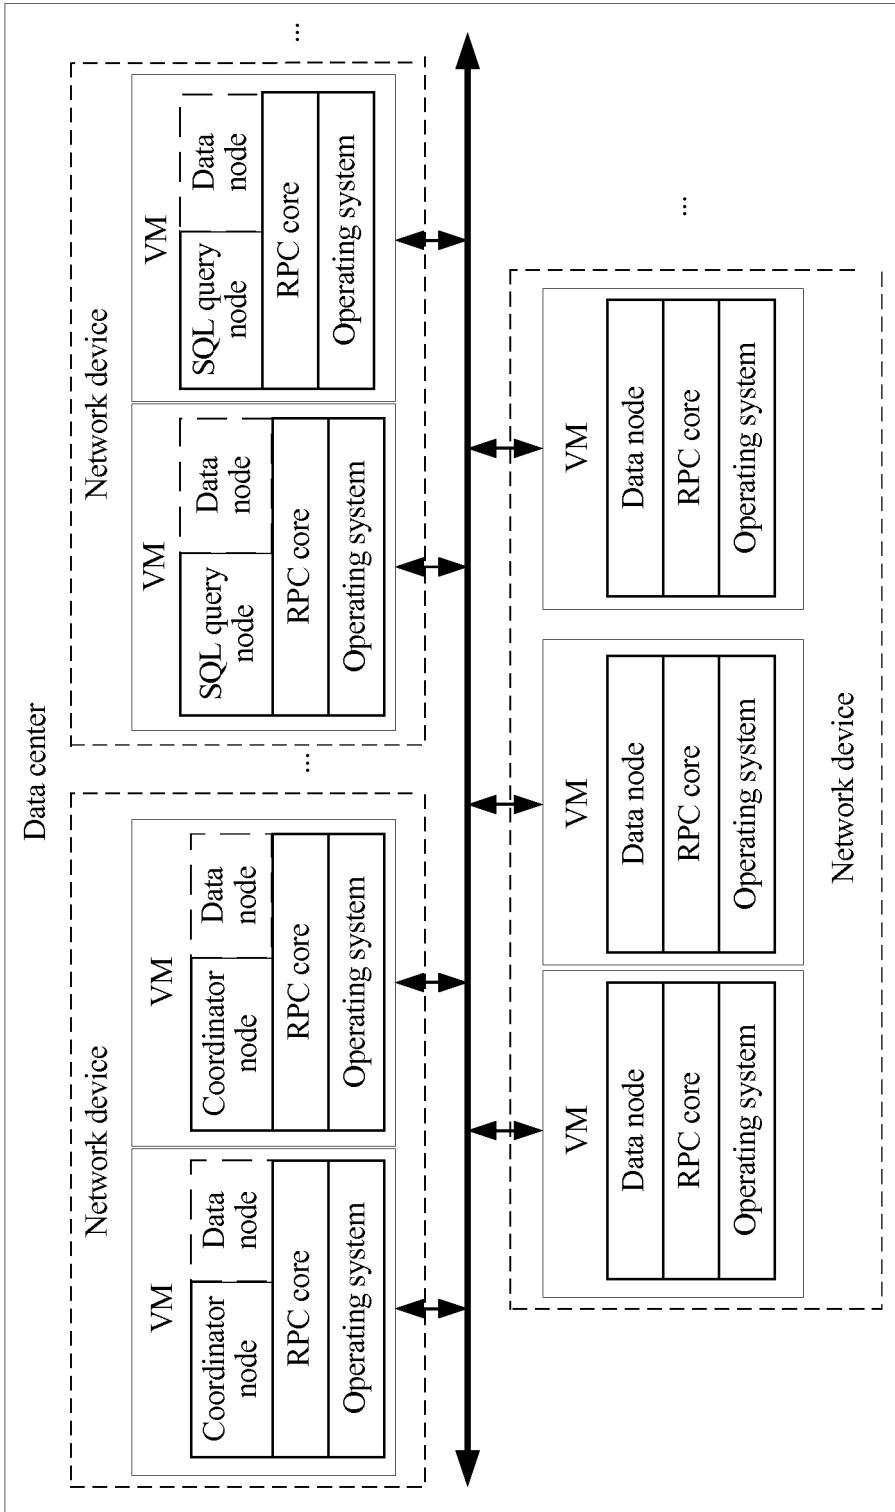 Data center
Network device
VM
Coordinator
node
Data
node
RPC core
Operating system
VM
Coordinator
node
Data
node
RPC core
Operating system
...
Network device
VM
SQL query
node
Data
node
RPC core
Operating system
VM
SQL query
node
Data
node
RPC core
Operating system
...
VM
Data node
RPC core
Operating system
VM
Data node
RPC core
Operating system
VM
Data node
RPC core
Operating system
Network device
...